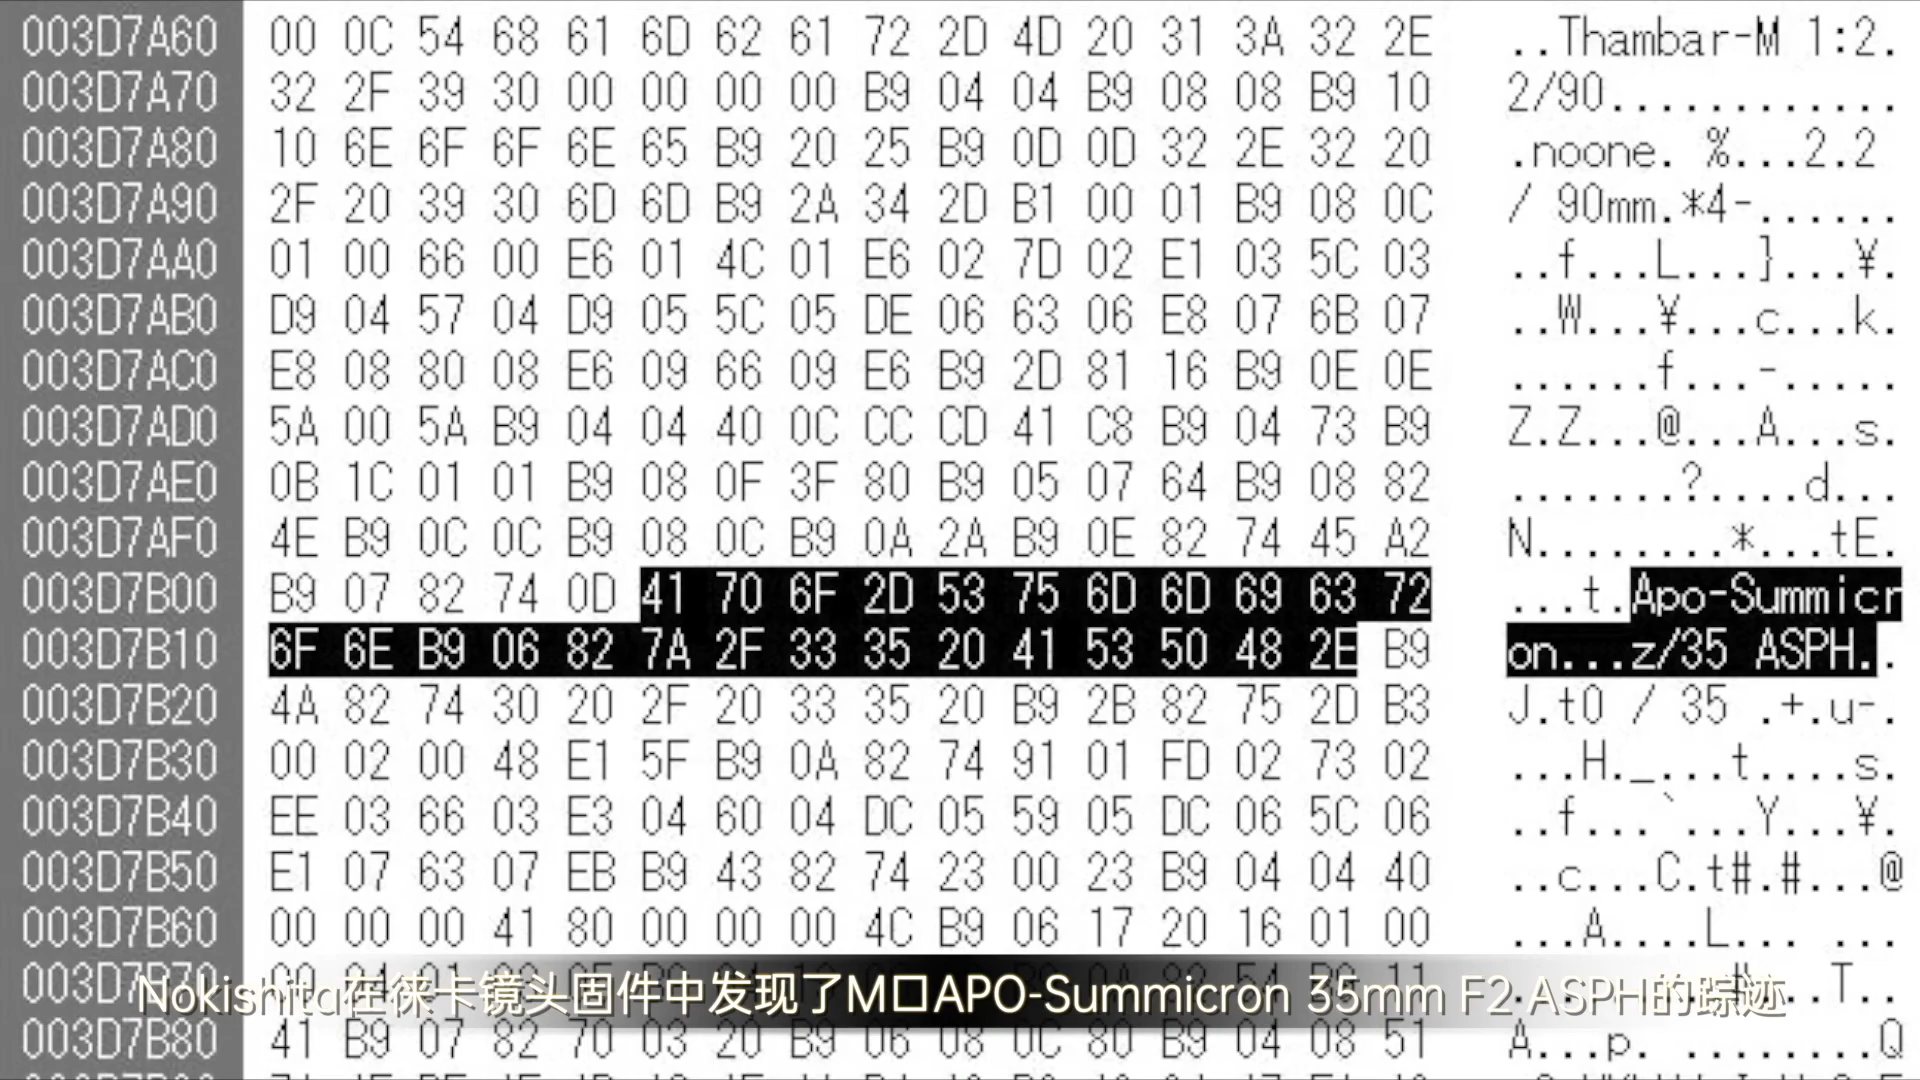 003D7A60 00 0C 54 68 61 6D 62 61 72 2D 4D 20 31 3A 32 2E ..Thambar-M 1:2.
003D7A70 32 2F 39 30 00 00 00 00 B9 04 04 B9 08 08 B9 10 2/90............
003D7A80 10 6E 6F 6F 6E 65 B9 20 25 B9 0D 0D 32 2E 32 20 .noone. %...2.2
003D7A90 2F 20 39 30 6D 6D B9 2A 34 2D B1 00 01 B9 08 0C / 90mm.*4-......
003D7AA0 01 00 66 00 E6 01 4C 01 E6 02 7D 02 E1 03 5C 03 ..f...L...]...¥.
003D7AB0 D9 04 57 04 D9 05 5C 05 DE 06 63 06 E8 07 6B 07 ..W...¥...c...k.
003D7AC0 E8 08 80 08 E6 09 66 09 E6 B9 2D 81 16 B9 0E 0E ......f...-.....
003D7AD0 5A 00 5A B9 04 04 40 0C CC CD 41 C8 B9 04 73 B9 Z.Z...@...A...s.
003D7AE0 0B 1C 01 01 B9 08 0F 3F 80 B9 05 07 64 B9 08 82 .......?....d...
003D7AF0 4E B9 0C 0C B9 08 0C B9 0A 2A B9 0E 82 74 45 A2 N........*...tE.
003D7B00 B9 07 82 74 0D 41 70 6F 2D 53 75 6D 6D 69 63 72 ...t.Apo-Summicr
003D7B10 6F 6E B9 06 82 7A 2F 33 35 20 41 53 50 48 2E B9 on...z/35 ASPH..
003D7B20 4A 82 74 30 20 2F 20 33 35 20 B9 2B 82 75 2D B3 J.t0 / 35 .+.u-.
003D7B30 00 02 00 48 E1 5F B9 0A 82 74 91 01 FD 02 73 02 ...H._...t....s.
003D7B40 EE 03 66 03 E3 04 60 04 DC 05 59 05 DC 06 5C 06 ..f...`...Y...¥.
003D7B50 E1 07 63 07 EB B9 43 82 74 23 00 23 B9 04 04 40 ..c...C.t#.#...@
003D7B60 00 00 00 41 80 00 00 00 4C B9 06 17 20 16 01 00 ...A....L... ...
003D7B70
Nokishita在徕卡镜头固件中发现了M□APO-Summicron 35mm F2 ASPH的踪迹
003D7B80 41 B9 07 82 70 03 20 B9 06 08 0C 80 B9 04 08 51 A...p. ........Q